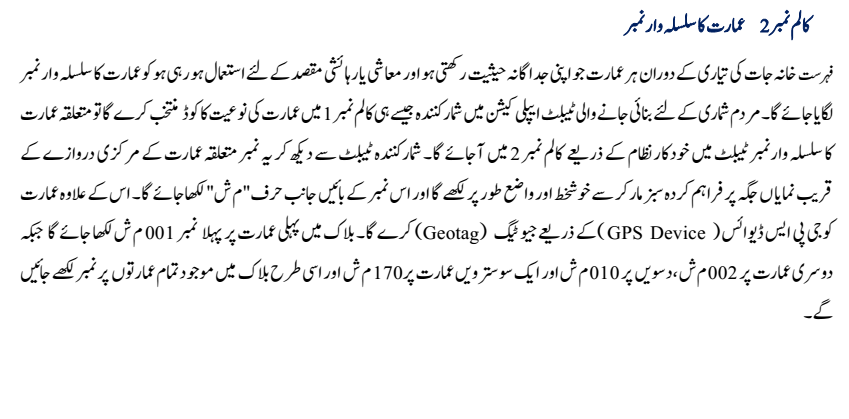 کالم نمبر 2 عمارت کا سلسلہ وار نمبر
فہرست خانہ جات کی تیاری کے دوران ہر عمارت جو اپنی جداگانہ حیثیت رکھتی ہو اور معاشی یا رہائشی مقصد کے لئے استعمال ہو رہی ہو کو عمارت کا سلسلہ وار نمبر
لگایا جائے گا۔ مردم شماری کے لئے بنائی جانے والی ٹیبلٹ ایپلی کیشن میں شمار کنندہ جیسے ہی کالم نمبر 1 میں عمارت کی نوعیت کا کوڈ منتخب کرے گا تو متعلقہ عمارت
کا سلسلہ وار نمبر ٹیبلٹ میں خود کار نظام کے ذریعے کالم نمبر 2 میں آ جائے گا۔ شمار کنندہ ٹیبلٹ سے دیکھ کر یہ نمبر متعلقہ عمارت کے مرکزی دروازے کے
قریب نمایاں جگہ پر فراہم کردہ سبز مارکر سے خوشخط اور واضع طور پر لکھے گا اور اس نمبر کے بائیں جانب حرف "م ش" لکھا جائے گا۔ اس کے علاوہ عمارت
کو جی پی ایس ڈیوائس ( GPS Device ) کے ذریعے جیو ٹیگ (Geotag) کرے گا۔ بلاک میں پہلی عمارت پر پہلا نمبر 001 م ش لکھا جائے گا جبکہ
دوسری عمارت پر 002 م ش، دسویں پر 010 م ش اور ایک سو سترویں عمارت پر 170 م ش اور اسی طرح بلاک میں موجود تمام عمارتوں پر نمبر لکھے جائیں
گے۔